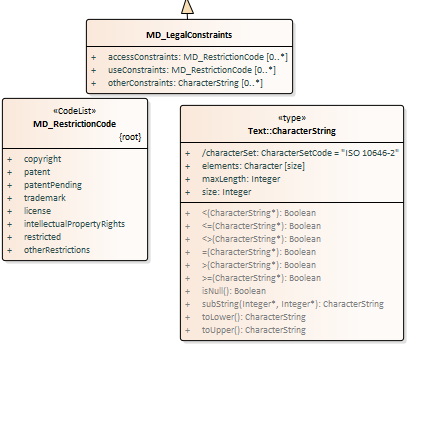 MD_LegalConstraints
+ accessConstraints: MD_RestrictionCode [0..*]
+ useConstraints: MD_RestrictionCode [0..*]
+ otherConstraints: CharacterString [0..*]
«CodeList»
MD_RestrictionCode
{root}
+ copyright
+ patent
+ patentPending
+ trademark
+ license
+ intellectualPropertyRights
+ restricted
+ otherRestrictions
«type»
Text::CharacterString
+ /characterSet: CharacterSetCode = "ISO 10646-2"
+ elements: Character [size]
+ maxLength: Integer
+ size: Integer
+ <(CharacterString*): Boolean
+ <=(CharacterString*): Boolean
+ <>(CharacterString*): Boolean
+ =(CharacterString*): Boolean
+ >(CharacterString*): Boolean
+ >=(CharacterString*): Boolean
+ isNull(): Boolean
+ subString(Integer*, Integer*): CharacterString
+ toLower(): CharacterString
+ toUpper(): CharacterString